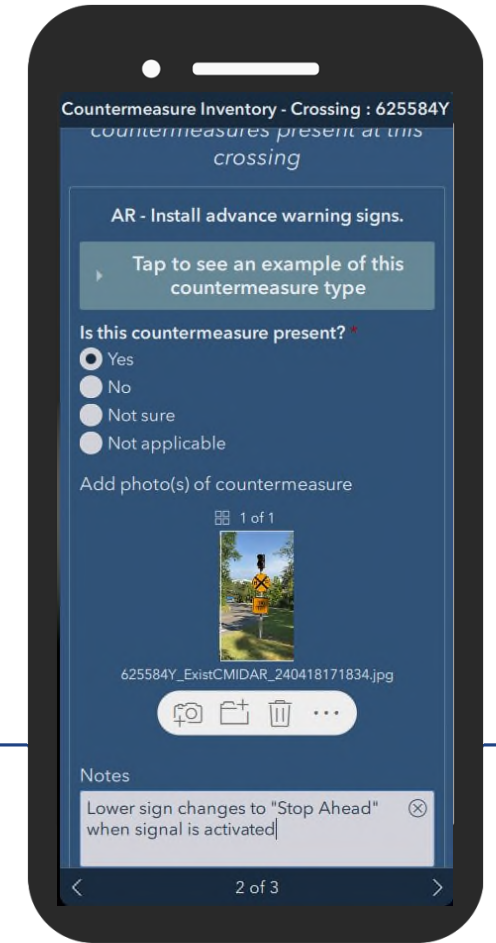 Countermeasure Inventory - Crossing : 625584Y
countermeasures present at this
crossing
AR - Install advance warning signs.
Tap to see an example of this
countermeasure type
Is this countermeasure present? *
Yes
No
Not sure
Not applicable
Add photo(s) of countermeasure
1 of 1
625584Y_ExistCMIDAR_240418171834.jpg
Notes
Lower sign changes to "Stop Ahead"
when signal is activated
2 of 3